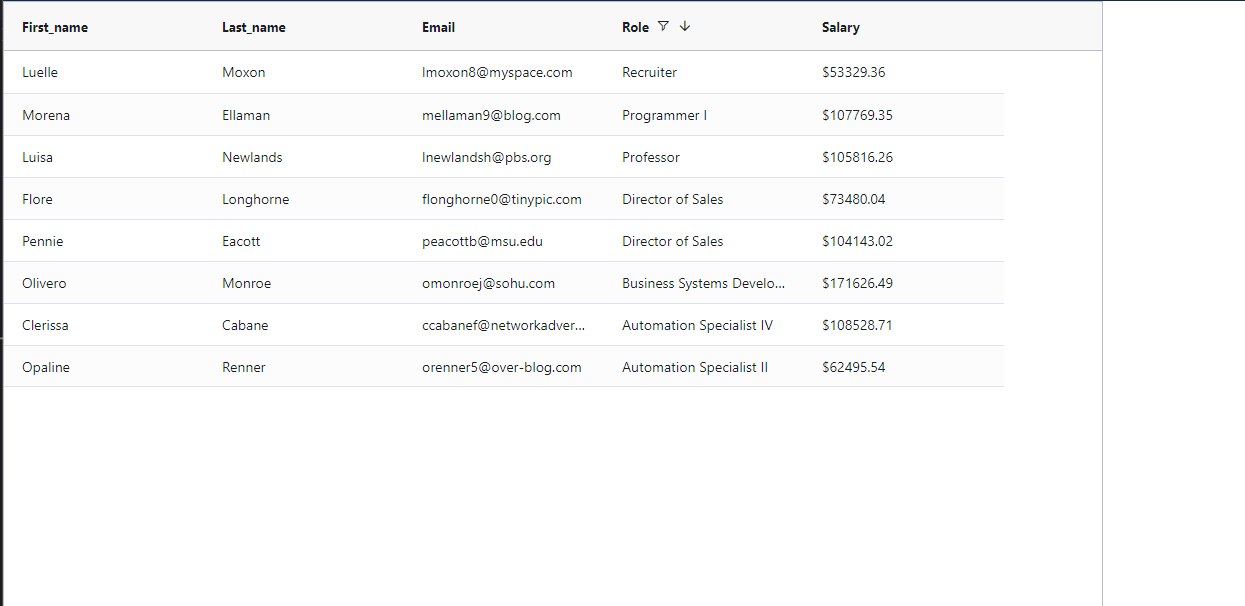 First_name Last_name Email Role Salary
Luelle Moxon lmoxon8@myspace.com Recruiter $53329.36
Morena Ellaman mellaman9@blog.com Programmer I $107769.35
Luisa Newlands lnewlandsh@pbs.org Professor $105816.26
Flore Longhorne flonghorne0@tinypic.com Director of Sales $73480.04
Pennie Eacott peacottb@msu.edu Director of Sales $104143.02
Olivero Monroe omonroej@sohu.com Business Systems Develo... $171626.49
Clerissa Cabane ccabanef@networkadver... Automation Specialist IV $108528.71
Opaline Renner orenner5@over-blog.com Automation Specialist II $62495.54